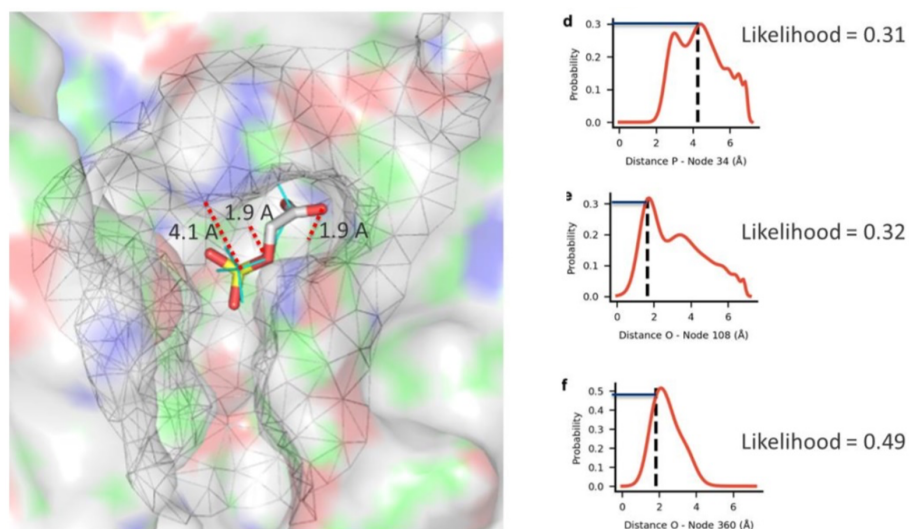 1.9 A
4.1 A
1.9 A
d
Likelihood = 0.31
Probability
0.3
0.2
0.1
0.0
0 2 4 6
Distance P - Node 34 (Å)
e
Likelihood = 0.32
Probability
0.3
0.2
0.1
0.0
0 2 4 6
Distance O - Node 108 (Å)
f
Likelihood = 0.49
Probability
0.5
0.4
0.3
0.2
0.1
0.0
0 2 4 6
Distance O - Node 360 (Å)